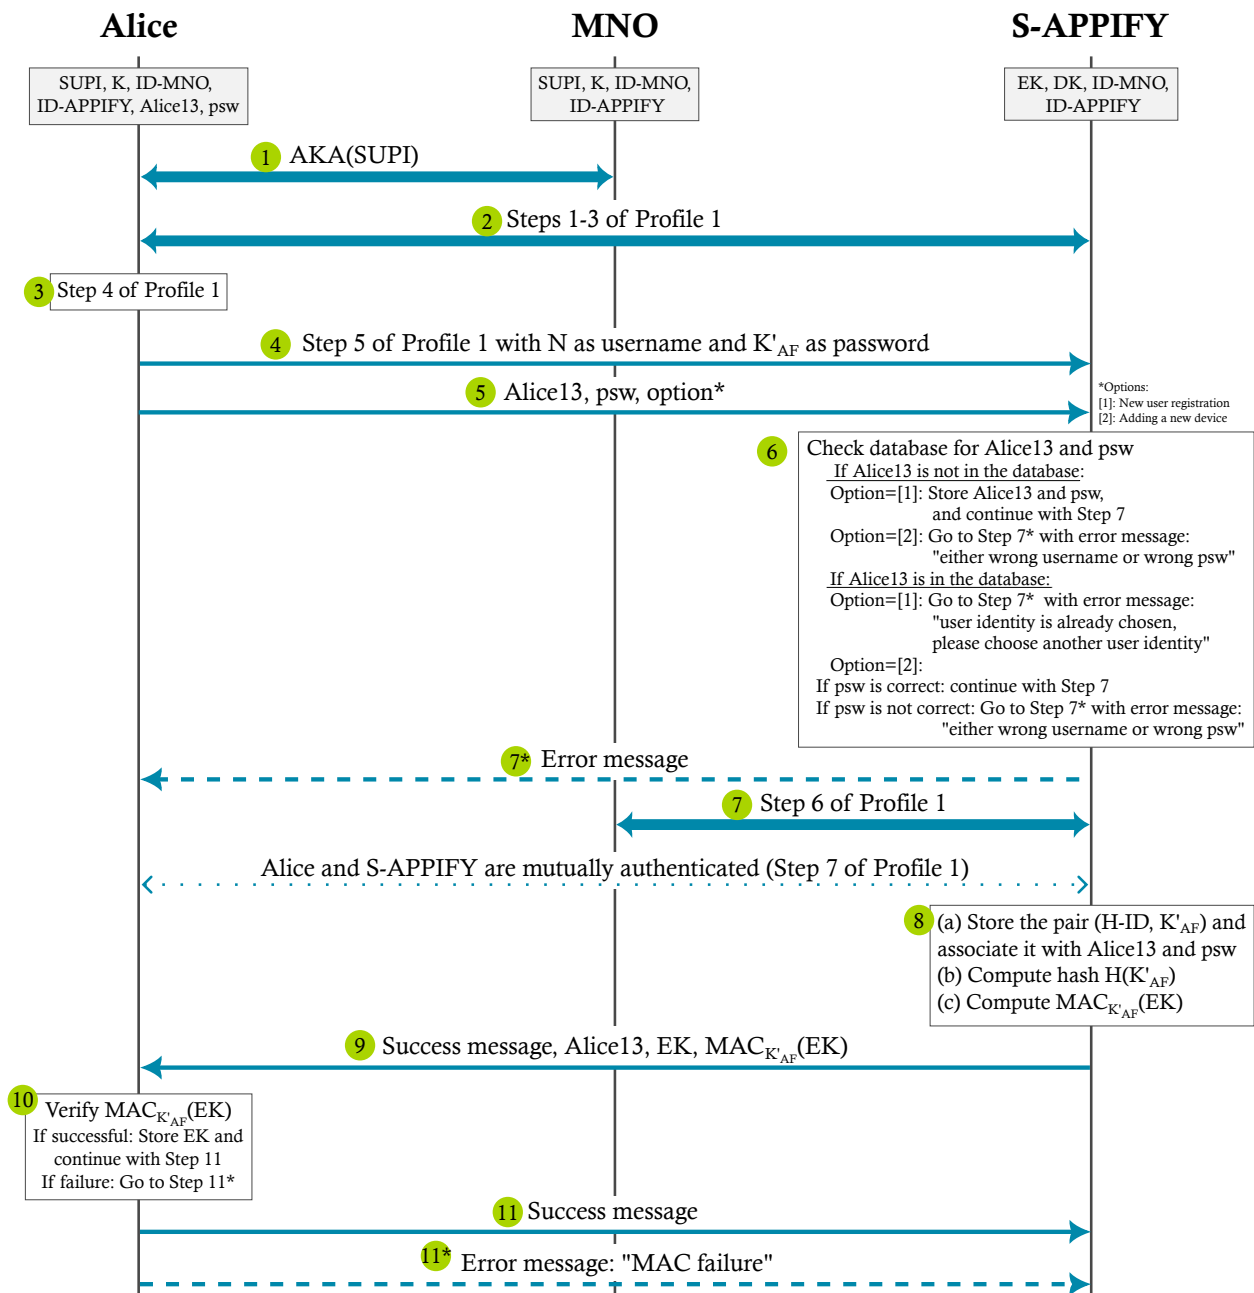 Alice
MNO
S-APPIFY
SUPI, K, ID-MNO,
ID-APPIFY, Alice13, psw
SUPI, K, ID-MNO,
ID-APPIFY
EK, DK, ID-MNO,
ID-APPIFY
1 AKA(SUPI)
2 Steps 1-3 of Profile 1
3 Step 4 of Profile 1
4 Step 5 of Profile 1 with N as username and K'AF as password
5 Alice13, psw, option*
*Options:
[1]: New user registration
[2]: Adding a new device
6 Check database for Alice13 and psw
If Alice13 is not in the database:
Option=[1]: Store Alice13 and psw,
and continue with Step 7
Option=[2]: Go to Step 7* with error message:
"either wrong username or wrong psw"
If Alice13 is in the database:
Option=[1]: Go to Step 7* with error message:
"user identity is already chosen,
please choose another user identity"
Option=[2]:
If psw is correct: continue with Step 7
If psw is not correct: Go to Step 7* with error message:
"either wrong username or wrong psw"
7* Error message
7 Step 6 of Profile 1
Alice and S-APPIFY are mutually authenticated (Step 7 of Profile 1)
8 (a) Store the pair (H-ID, K'AF) and
associate it with Alice13 and psw
(b) Compute hash H(K'AF)
(c) Compute MACK'AF(EK)
9 Success message, Alice13, EK, MACK'AF(EK)
10 Verify MACK'AF(EK)
If successful: Store EK and
continue with Step 11
If failure: Go to Step 11*
11 Success message
11* Error message: "MAC failure"